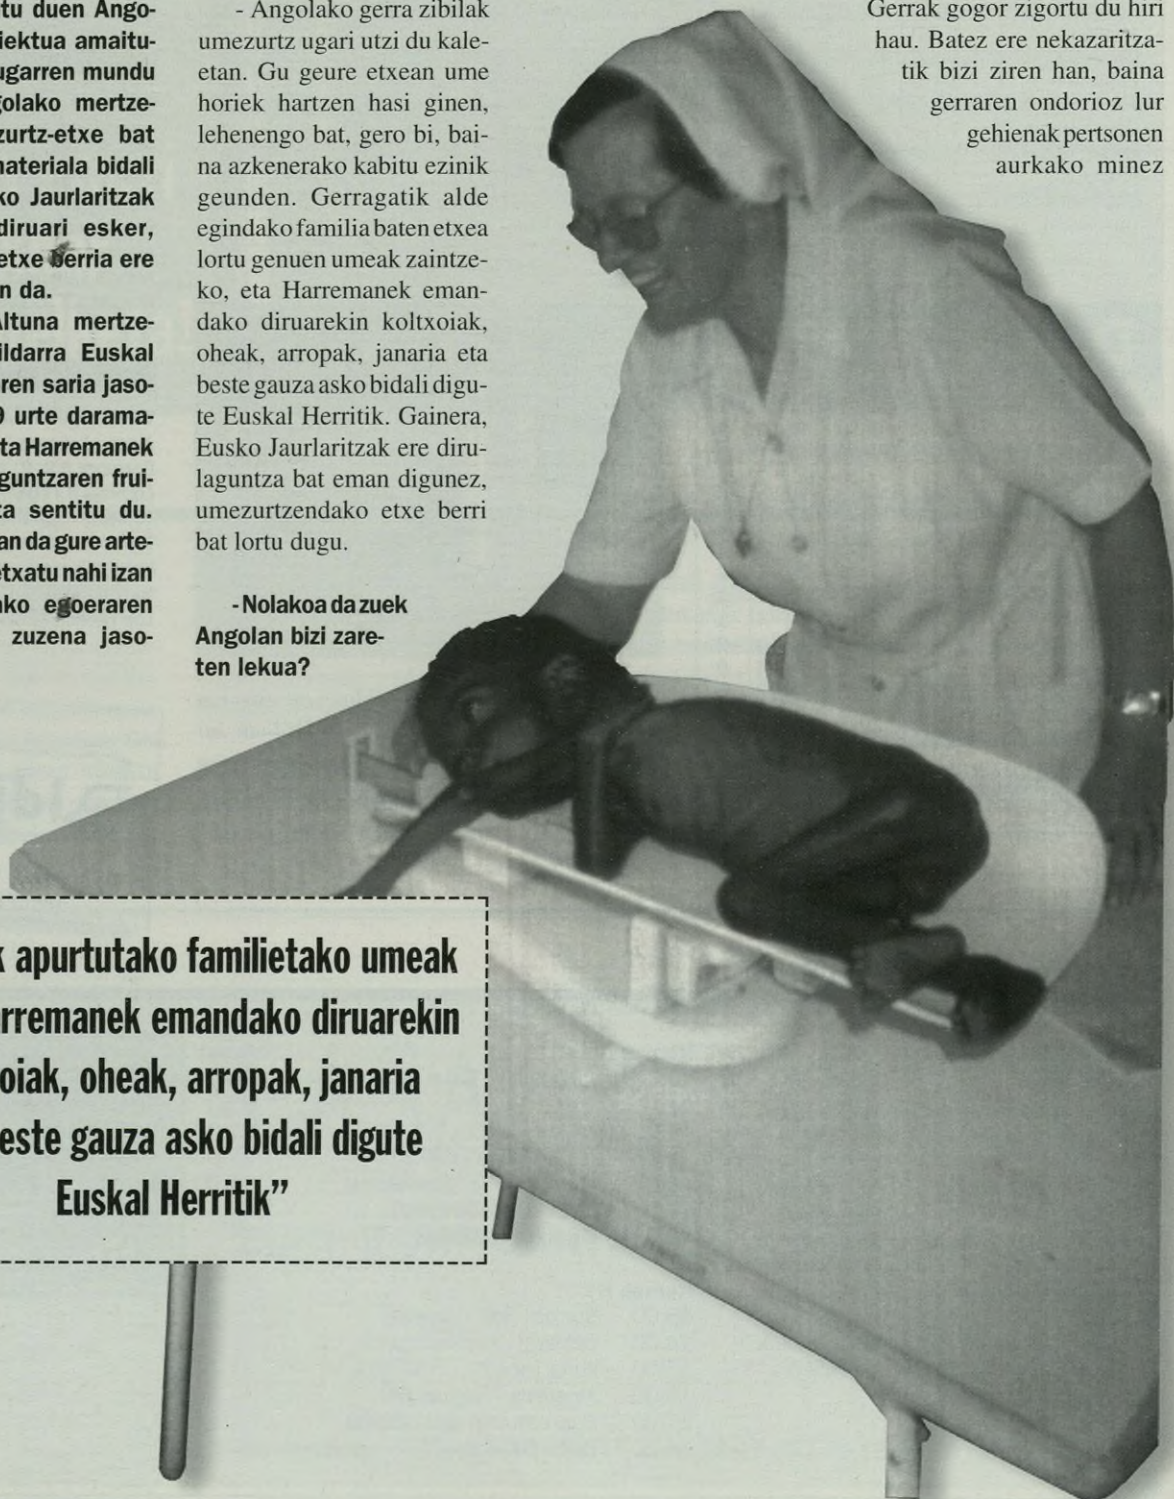 tu duen Ango-
iektua amaitu-
ugarren mundu
golako mertze-
zurtz-etxe bat
materiala bidali
ko Jaurlaritzak
diruari esker,
etxe berria ere
n da.
Altuna mertze-
ildarra Euskal
ren saria jaso-
9 urte darama-
ta Harremanek
guntzaren frui-
ta sentitu du.
an da gure arte-
etxatu nahi izan
ako egoeraren
zuzena jaso-
- Angolako gerra zibilak
umezurtz ugari utzi du kale-
etan. Gu geure etxean ume
horiek hartzen hasi ginen,
lehenengo bat, gero bi, bai-
na azkenerako kabitu ezinik
geunden. Gerragatik alde
egindako familia baten etxea
lortu genuen umeak zaintze-
ko, eta Harremanek eman-
dako diruarekin koltxoiak,
oheak, arropak, janaria eta
beste gauza asko bidali digu-
te Euskal Herritik. Gainera,
Eusko Jaurlaritzak ere diru-
laguntza bat eman digunez,
umezurtzendako etxe berri
bat lortu dugu.
- Nolakoa da zuek
Angolan bizi zare-
ten lekua?
Gerrak gogor zigortu du hiri
hau. Batez ere nekazaritza-
tik bizi ziren han, baina
gerraren ondorioz lur
gehienak pertsonen
aurkako minez
k apurtutako familietako umeak
rremanek emandako diruarekin
oiak, oheak, arropak, janaria
este gauza asko bidali digute
Euskal Herritik”